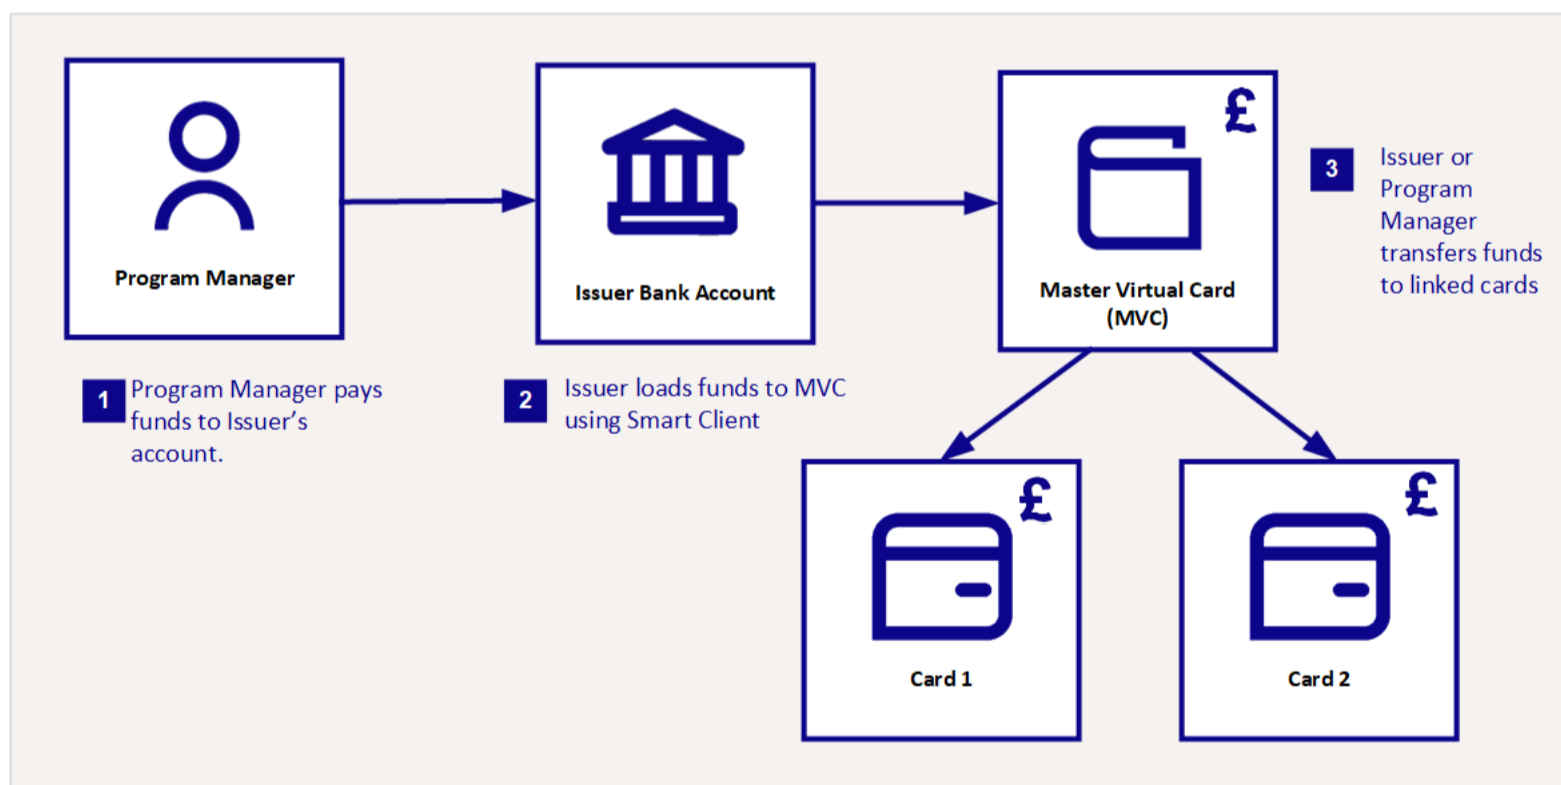 £
Program Manager
Issuer Bank Account
Master Virtual Card
(MVC)
1
Program Manager pays
funds to Issuer’s
account.
2
Issuer loads funds to MVC
using Smart Client
3
Issuer or
Program
Manager
transfers funds
to linked cards
£
Card 1
£
Card 2